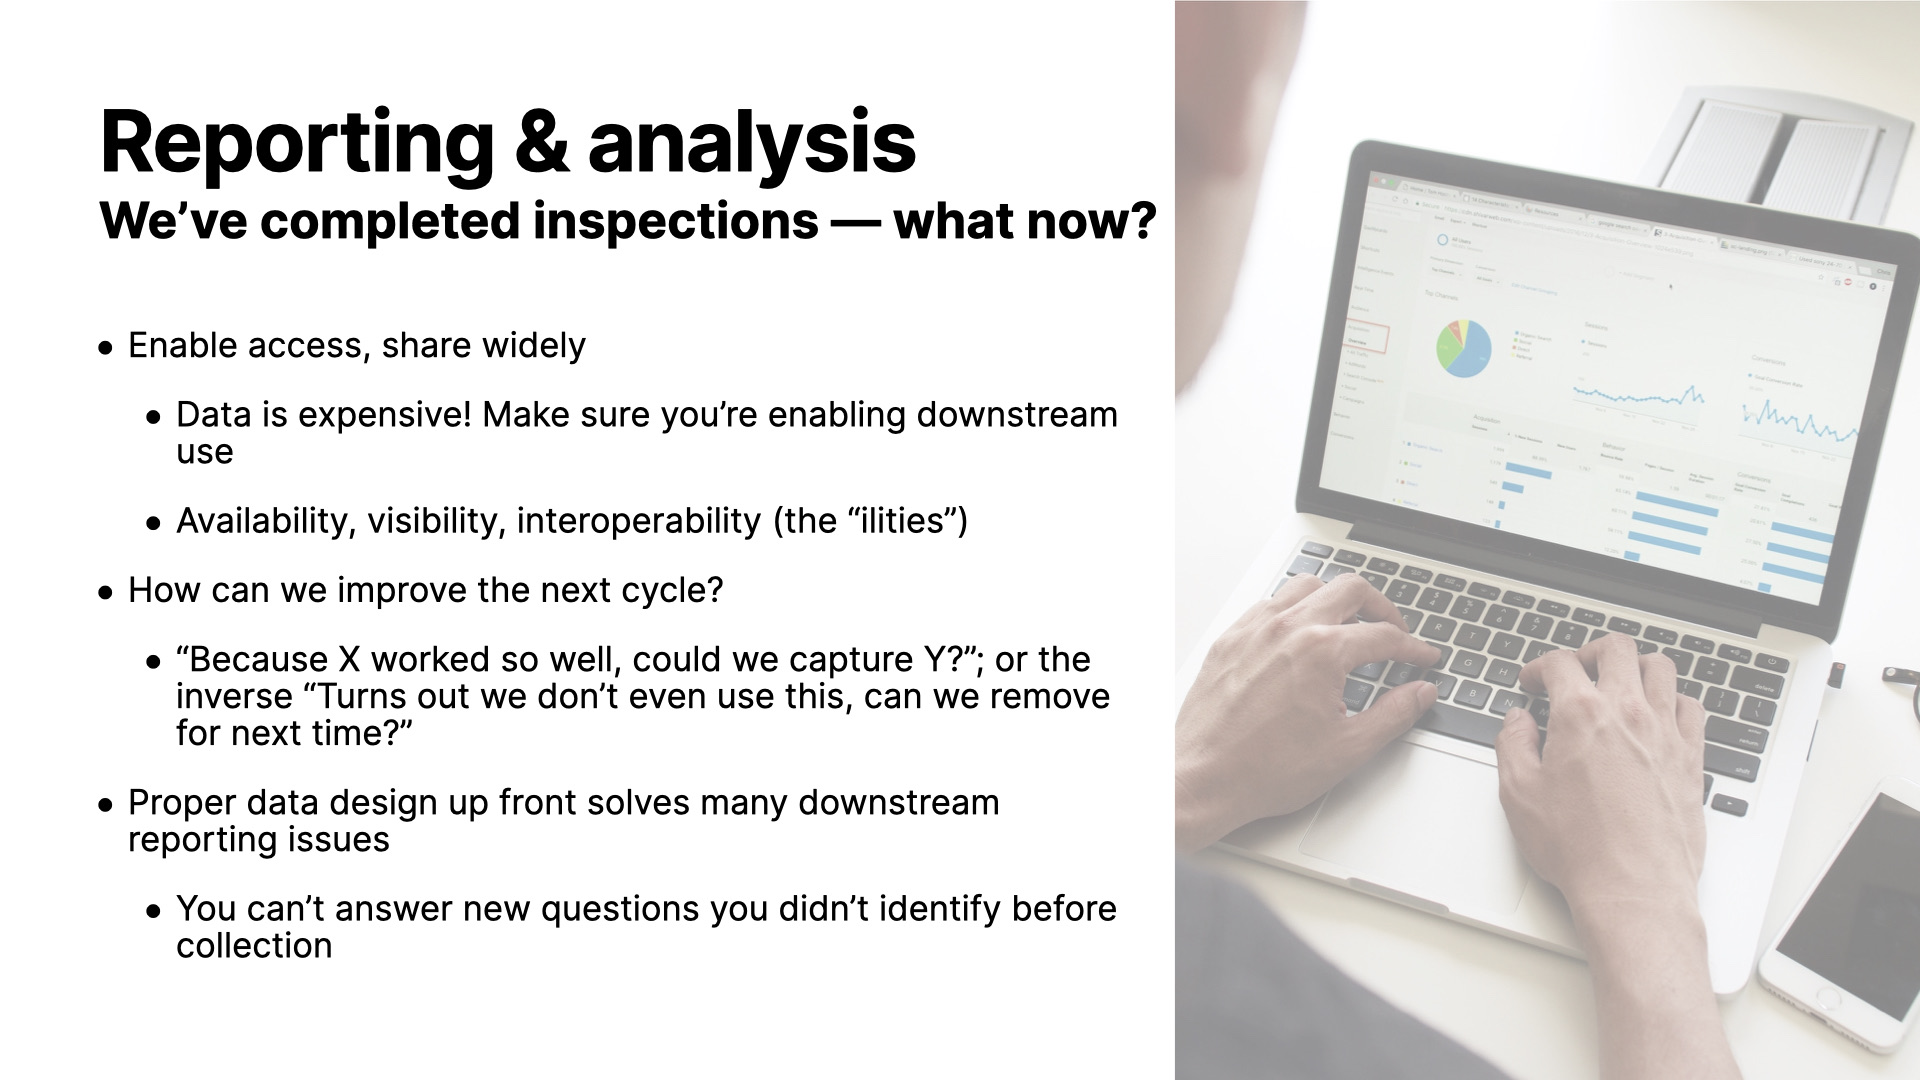 Reporting & analysis
We’ve completed inspections — what now?
• Enable access, share widely
• Data is expensive! Make sure you’re enabling downstream
use
• Availability, visibility, interoperability (the “ilities”)
• How can we improve the next cycle?
• “Because X worked so well, could we capture Y?”; or the
inverse “Turns out we don’t even use this, can we remove
for next time?”
• Proper data design up front solves many downstream
reporting issues
• You can’t answer new questions you didn’t identify before
collection